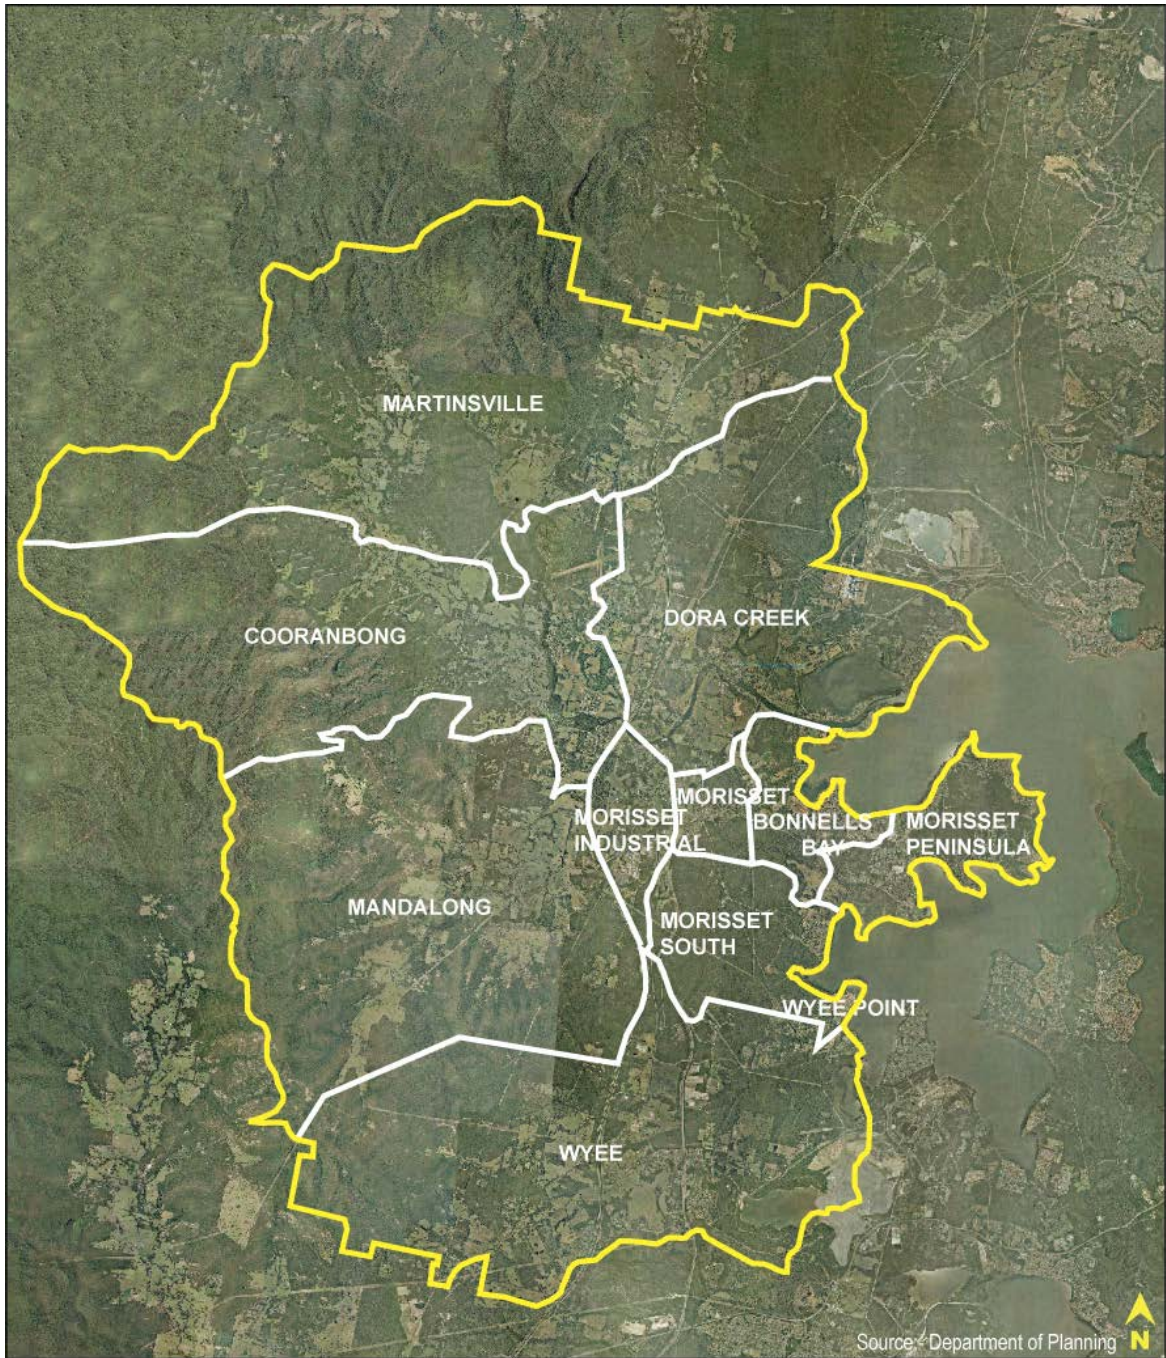 MARTINSVILLE
COORANBONG
DORA CREEK
MORISSET
INDUSTRIAL
MORISSET
BONNELLS
BAY
MORISSET
PENINSULA
MANDALONG
MORISSET
SOUTH
WYEE POINT
WYEE
Source:- Department of Planning
N